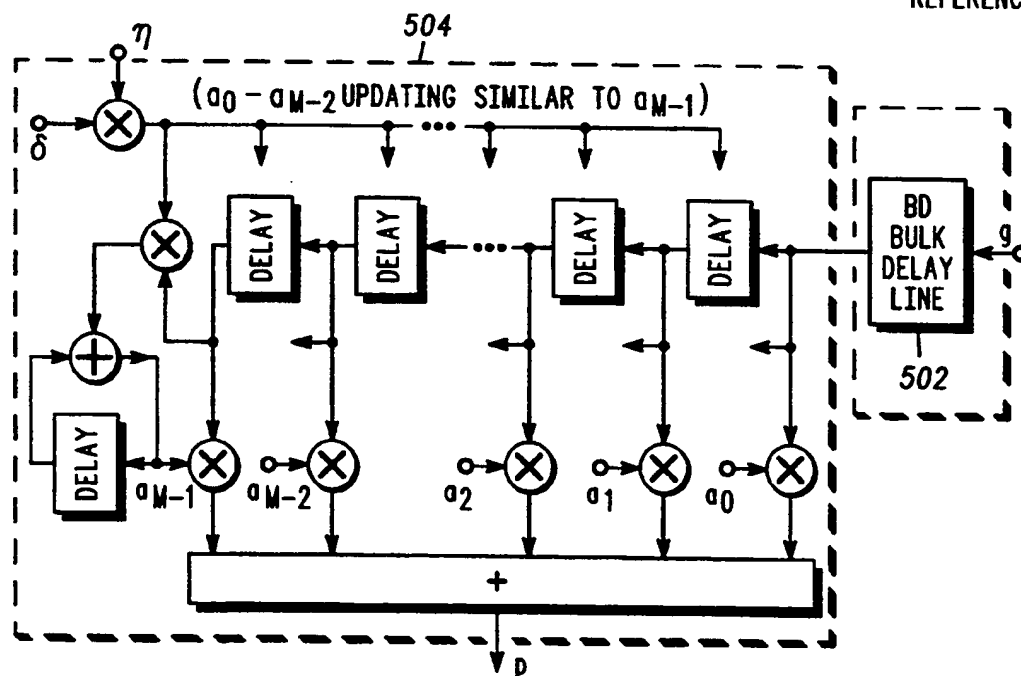 504
η
(a0 - aM-2 UPDATING SIMILAR TO aM-1)
DELAY
DELAY
DELAY
DELAY
BD
BULK
DELAY
LINE
g
502
DELAY
aM-1
aM-2
a2
a1
a0
+